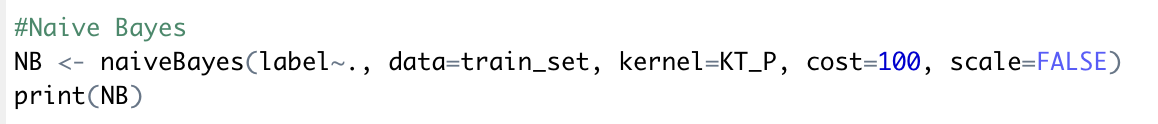 #Naive Bayes
NB <- naiveBayes(label~., data=train_set, kernel=KT_P, cost=100, scale=FALSE)
print(NB)